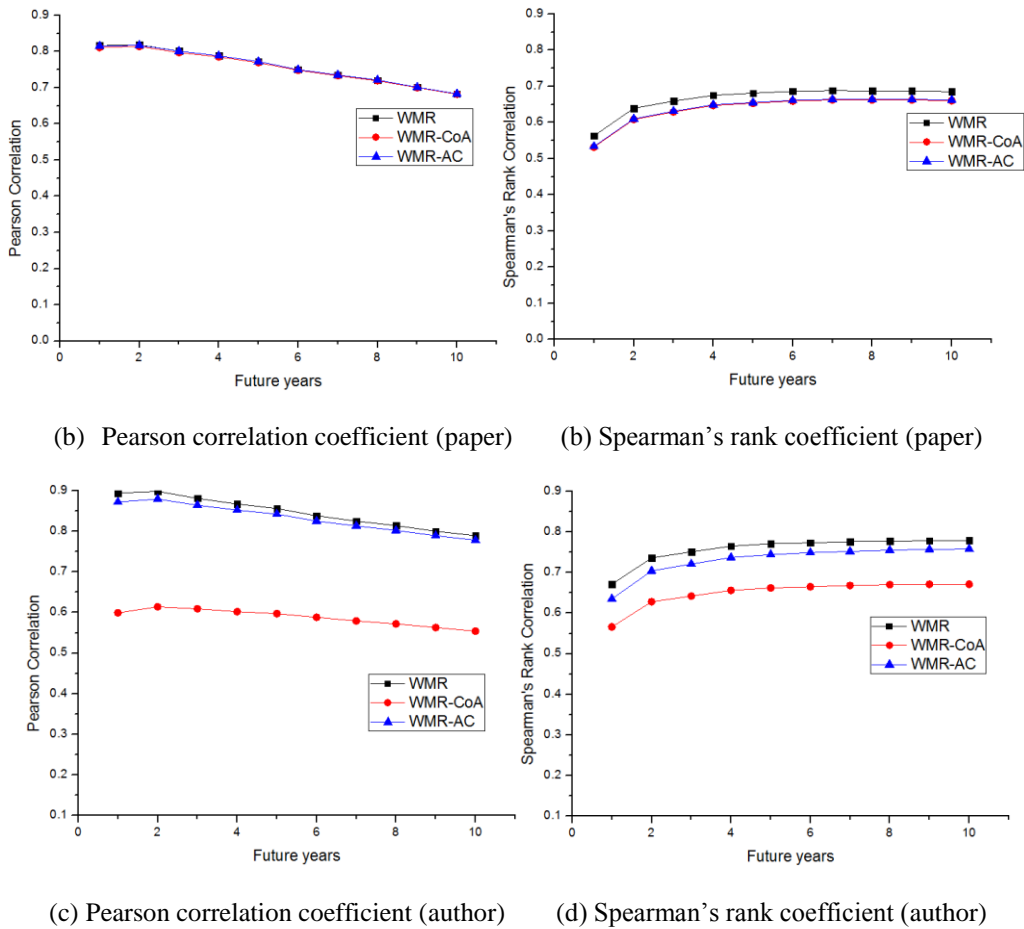 0.9
0.8
0.7
0.6
0.5
0.4
0.3
0.2
0.1
0.0
Pearson Correlation
WMR
WMR-CoA
WMR-AC
0 2 4 6 8 10
Future years
0.9
0.8
0.7
0.6
0.5
0.4
0.3
0.2
0.1
0.0
Spearman's Rank Correlation
WMR
WMR-CoA
WMR-AC
0 2 4 6 8 10
Future years
(b) Pearson correlation coefficient (paper) (b) Spearman’s rank coefficient (paper)
0.9
0.8
0.7
0.6
0.5
0.4
0.3
0.2
0.1
Pearson Correlation
WMR
WMR-CoA
WMR-AC
0 2 4 6 8 10
Future years
0.9
0.8
0.7
0.6
0.5
0.4
0.3
0.2
0.1
Spearman's Rank Correlation
WMR
WMR-CoA
WMR-AC
0 2 4 6 8 10
Future years
(c) Pearson correlation coefficient (author) (d) Spearman’s rank coefficient (author)